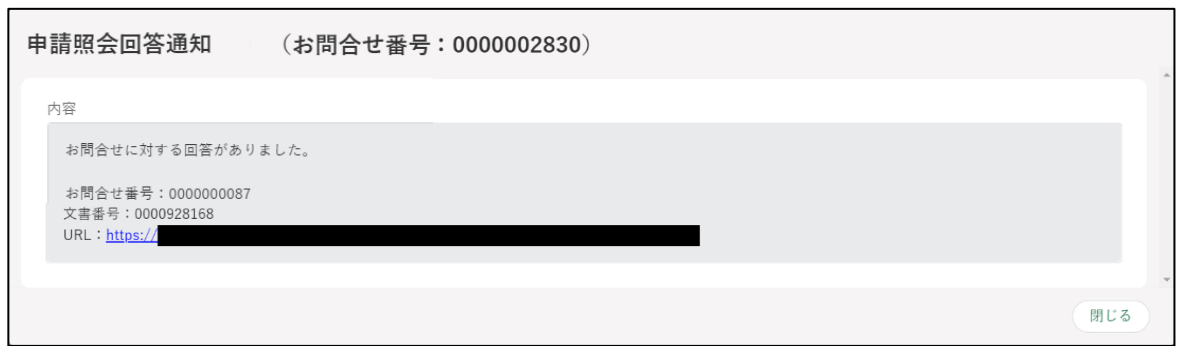 申請照会回答通知　　（お問合せ番号：0000002830）
内容
お問合せに対する回答がありました。
お問合せ番号：0000000087
文書番号：0000928168
URL：https://
閉じる